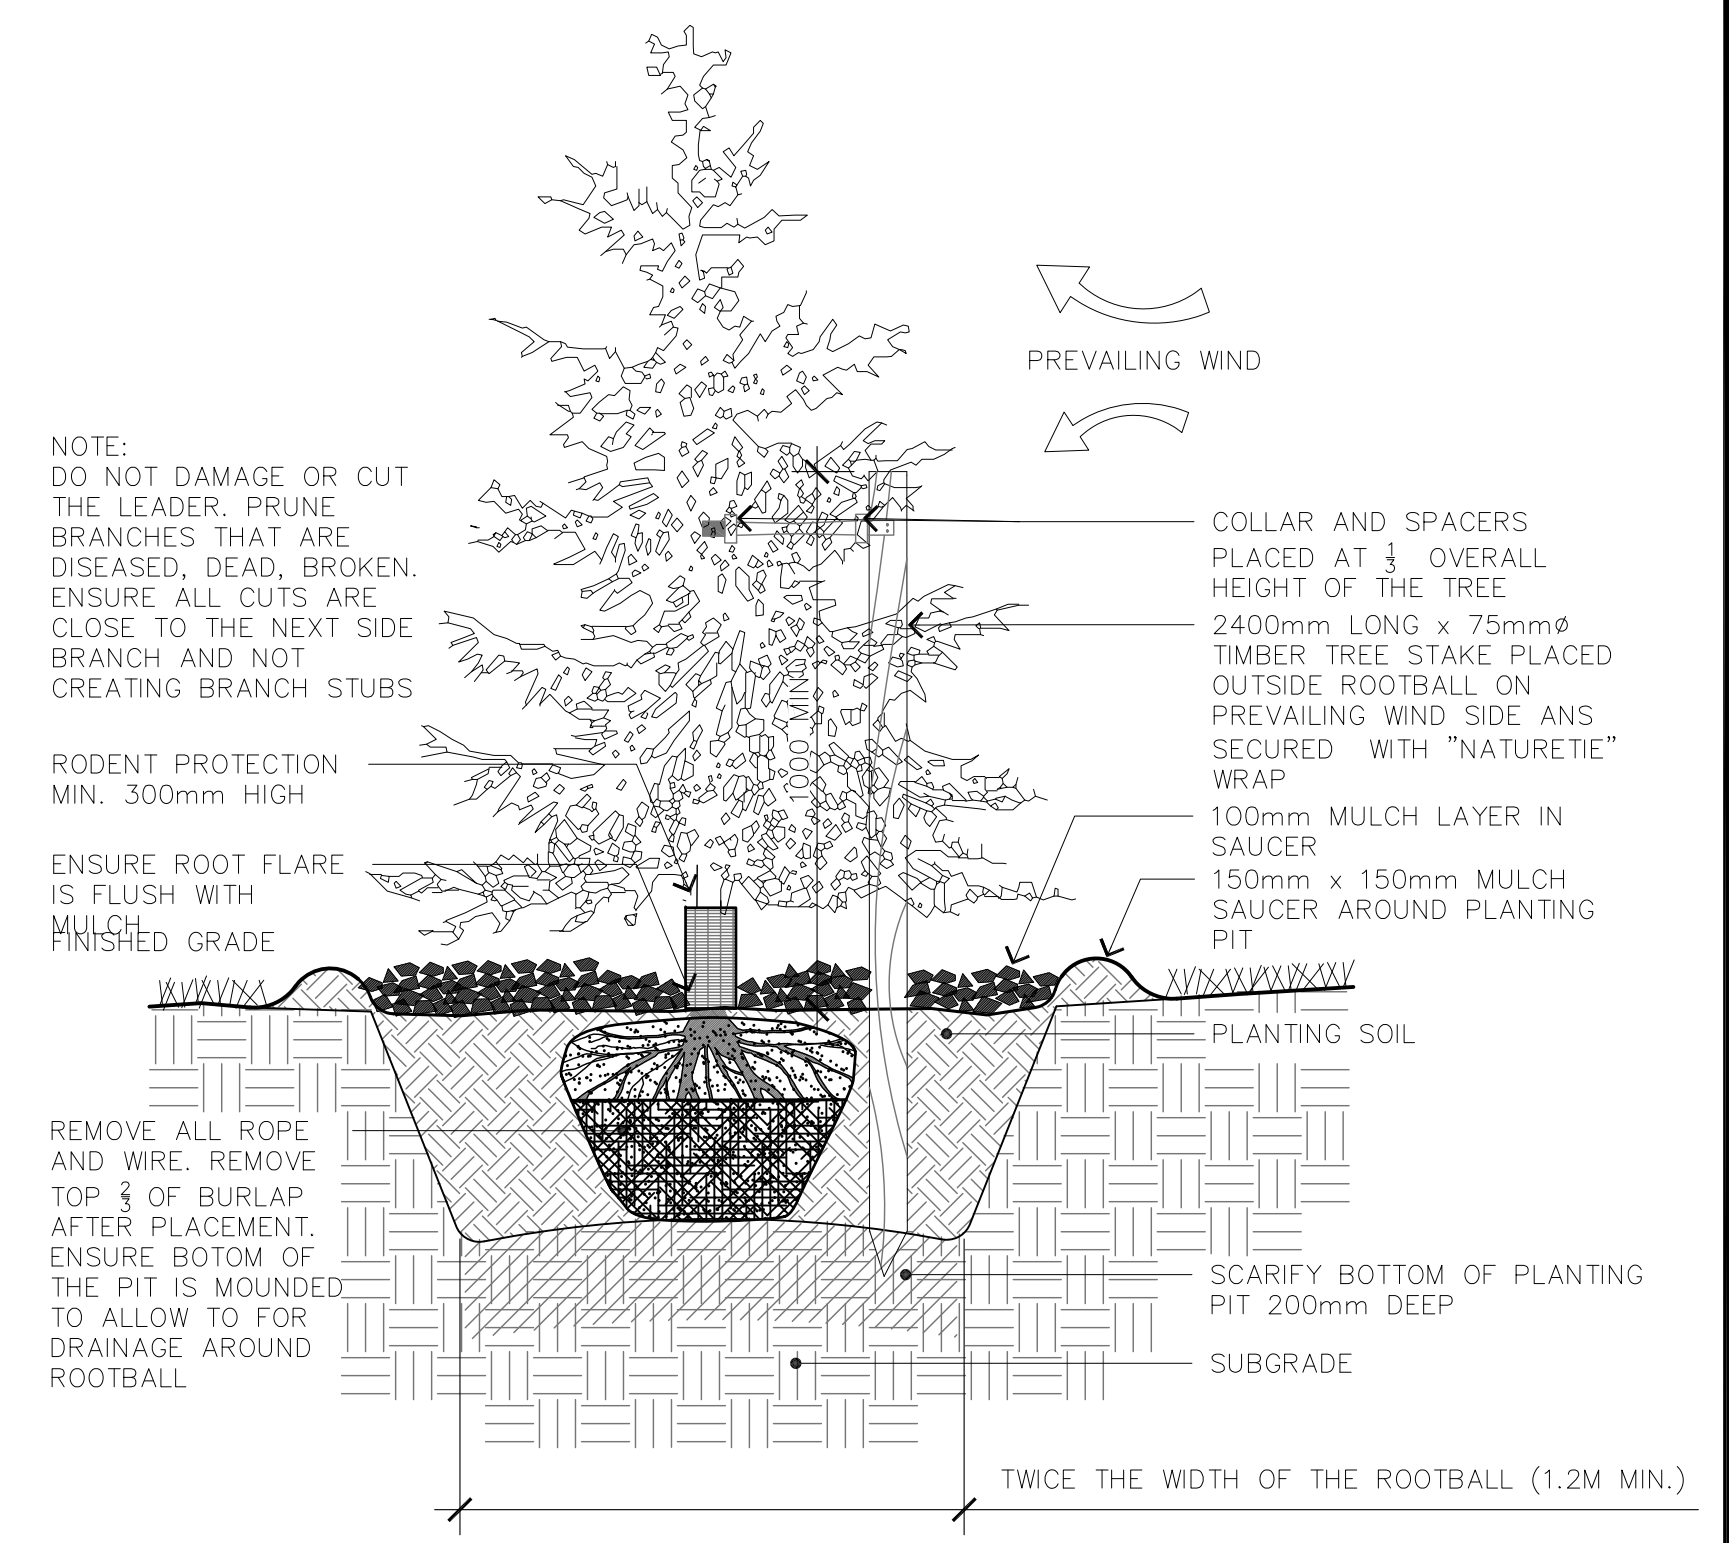 PREVAILING WIND
NOTE:
DO NOT DAMAGE OR CUT
THE LEADER. PRUNE
BRANCHES THAT ARE
DISEASED, DEAD, BROKEN.
ENSURE ALL CUTS ARE
CLOSE TO THE NEXT SIDE
BRANCH AND NOT
CREATING BRANCH STUBS
RODENT PROTECTION
MIN. 300mm HIGH
ENSURE ROOT FLARE
IS FLUSH WITH
MULCH
FINISHED GRADE
REMOVE ALL ROPE
AND WIRE. REMOVE
TOP 2/3 OF BURLAP
AFTER PLACEMENT.
ENSURE BOTOM OF
THE PIT IS MOUNDED
TO ALLOW TO FOR
DRAINAGE AROUND
ROOTBALL
1000 MIN.
COLLAR AND SPACERS
PLACED AT 1/3 OVERALL
HEIGHT OF THE TREE
2400mm LONG x 75mmø
TIMBER TREE STAKE PLACED
OUTSIDE ROOTBALL ON
PREVAILING WIND SIDE ANS
SECURED WITH "NATURETIE"
WRAP
100mm MULCH LAYER IN
SAUCER
150mm x 150mm MULCH
SAUCER AROUND PLANTING
PIT
PLANTING SOIL
SCARIFY BOTTOM OF PLANTING
PIT 200mm DEEP
SUBGRADE
TWICE THE WIDTH OF THE ROOTBALL (1.2M MIN.)